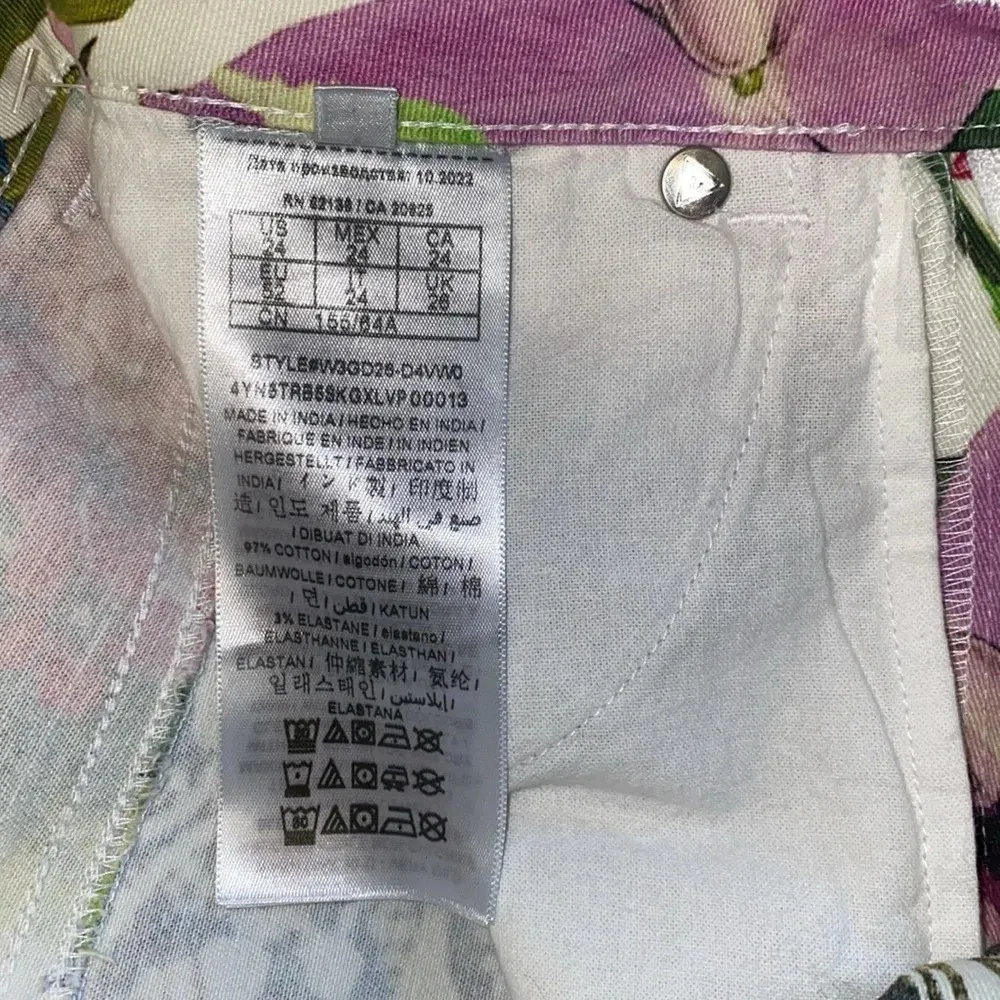 Дата производства: 10.2022
RN 62136 / CA 20625
US MEX CA
24 24 24
EU IT UK
24 26
CN 155/64A
STYLE#W3GD26-D4VW0
4YN5TRB53KGXLVP00013
MADE IN INDIA / HECHO EN INDIA /
FABRIQUE EN INDE / IN INDIEN
HERGESTELLT / FABBRICATO IN
INDIA / インド製 / 印度制
造 / 인도 제품 / صنع في الهند
/ DIBUAT DI INDIA
97% COTTON / algodón / COTON /
BAUMWOLLE / COTONE / 綿 / 棉
/ 면 / قطن / KATUN
3% ELASTANE / elastano /
ELASTHANNE / ELASTHAN /
ELASTAN / 伸縮素材 / 氨纶 /
일래스태인 / إيلاستين /
ELASTANA